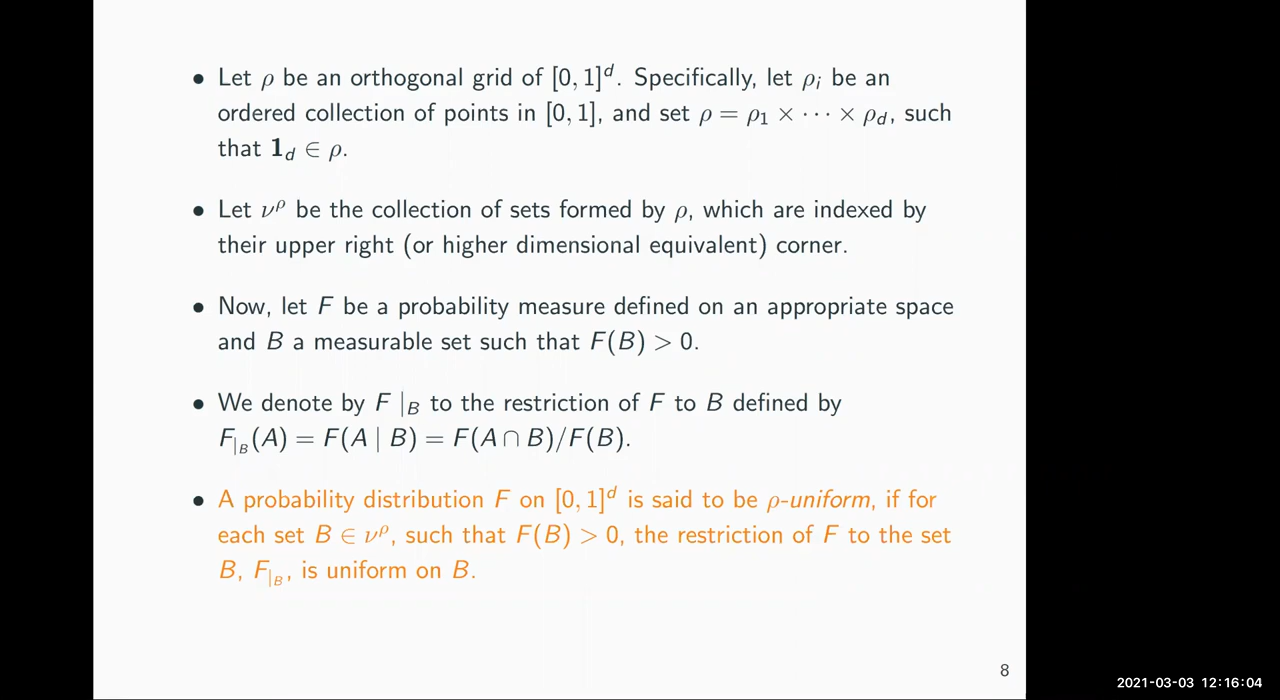 • Let ρ be an orthogonal grid of [0, 1]^d. Specifically, let ρ_i be an
ordered collection of points in [0, 1], and set ρ = ρ_1 × ⋯ × ρ_d, such
that 𝟏_d ∈ ρ.
• Let ν^ρ be the collection of sets formed by ρ, which are indexed by
their upper right (or higher dimensional equivalent) corner.
• Now, let F be a probability measure defined on an appropriate space
and B a measurable set such that F(B) > 0.
• We denote by F |_B to the restriction of F to B defined by
F_{|_B}(A) = F(A | B) = F(A ∩ B)/F(B).
• A probability distribution F on [0, 1]^d is said to be ρ-uniform, if for
each set B ∈ ν^ρ, such that F(B) > 0, the restriction of F to the set
B, F_{|_B}, is uniform on B.
8
2021-03-03 12:16:04